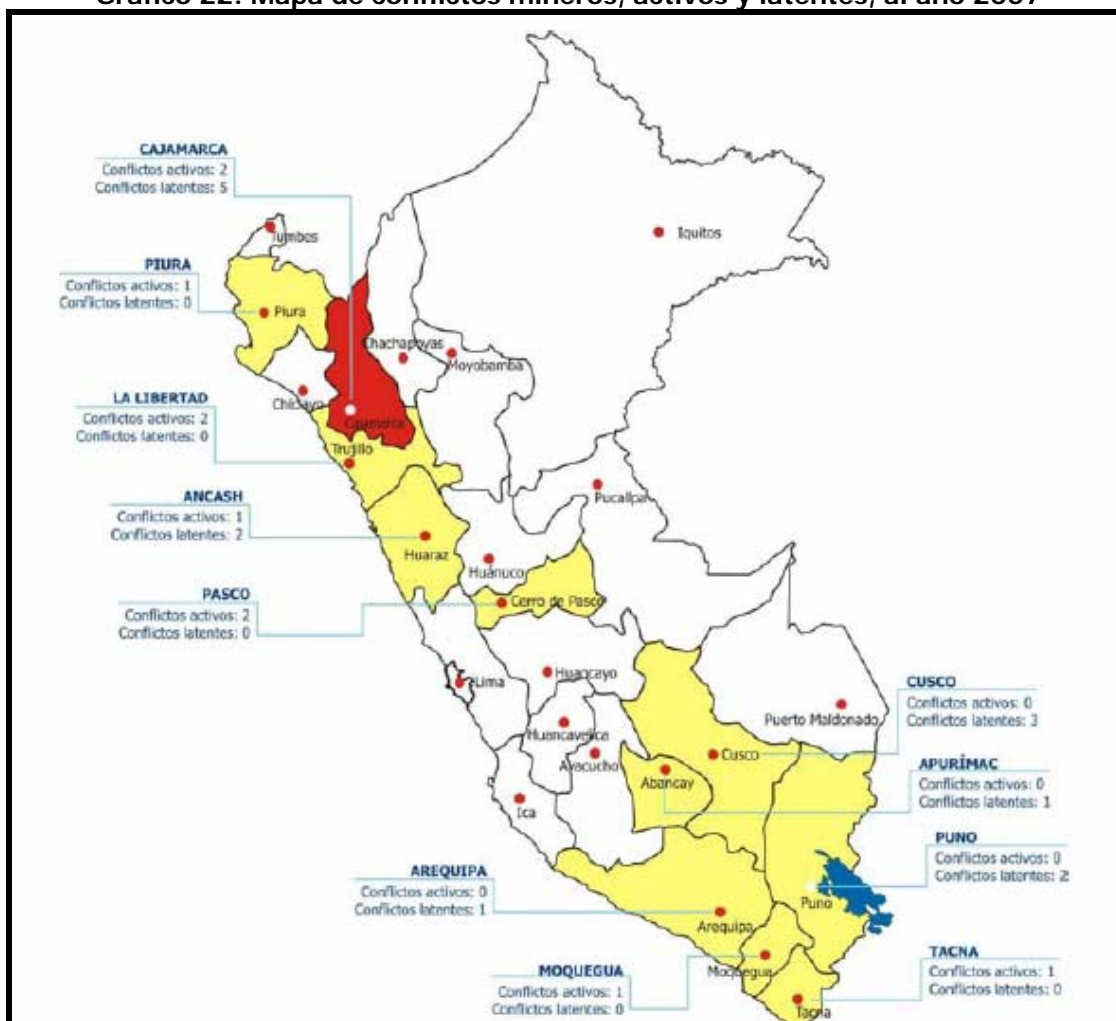 Gráfico 22: Mapa de conflictos mineros, activos y latentes, al año 2007
CAJAMARCA
Conflictos activos: 2
Conflictos latentes: 5
Tumbes
Iquitos
PIURA
Conflictos activos: 1
Conflictos latentes: 0
Piura
Chachapoyas
Moyobamba
LA LIBERTAD
Conflictos activos: 2
Conflictos latentes: 0
Chiclayo
Cajamarca
Trujillo
ANCASH
Conflictos activos: 1
Conflictos latentes: 2
Pucallpa
Huaraz
Huánuco
PASCO
Conflictos activos: 2
Conflictos latentes: 0
Cerro de Pasco
Lima
Huancayo
CUSCO
Conflictos activos: 0
Conflictos latentes: 3
Puerto Maldonado
Huancavelica
Ayacucho
Cusco
APURÍMAC
Conflictos activos: 0
Conflictos latentes: 1
Abancay
Ica
PUNO
Conflictos activos: 0
Conflictos latentes: 2
AREQUIPA
Conflictos activos: 0
Conflictos latentes: 1
Puno
Arequipa
TACNA
Conflictos activos: 1
Conflictos latentes: 0
MOQUEGUA
Conflictos activos: 1
Conflictos latentes: 0
Moquegua
Tacna